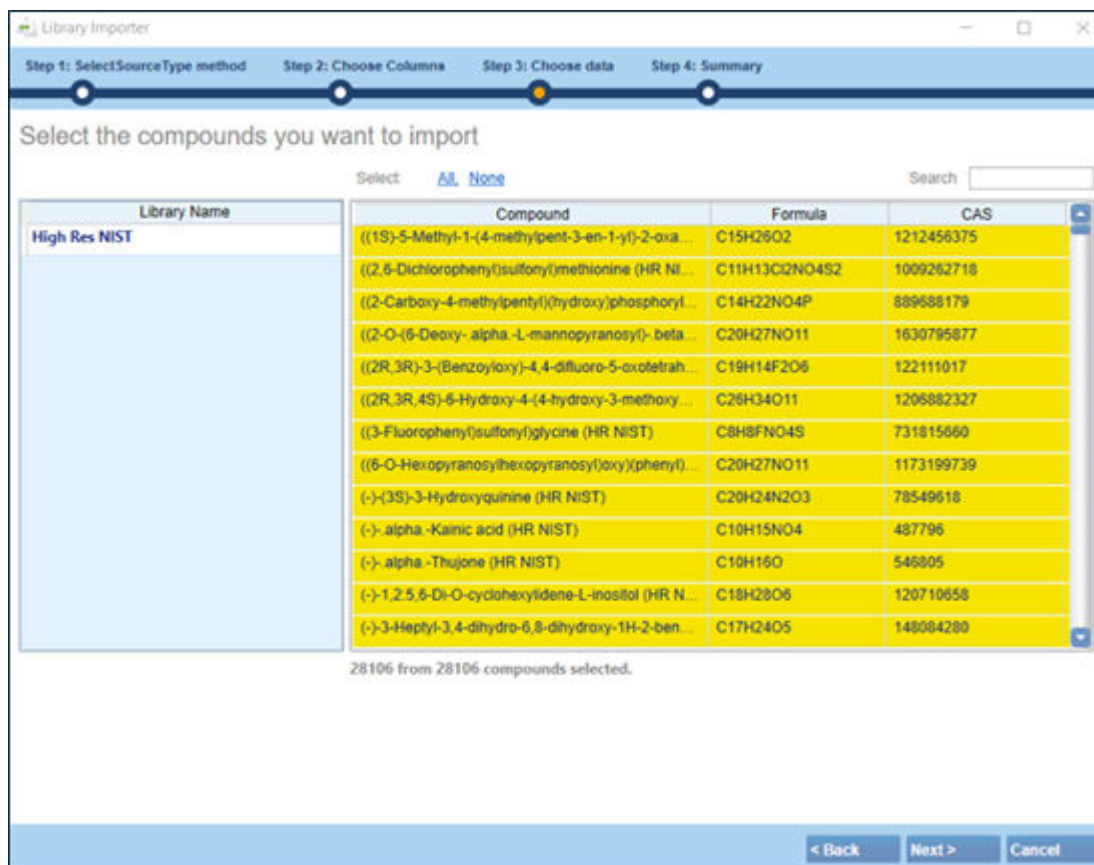 Library Importer
Step 1: SelectSourceType method Step 2: Choose Columns Step 3: Choose data Step 4: Summary
Select the compounds you want to import
Select All, None Search
Library Name Compound Formula CAS
High Res NIST ((1S)-5-Methyl-1-(4-methylpent-3-en-1-yl)-2-oxa... C15H26O2 1212456375
((2,6-Dichlorophenyl)sulfonyl)methionine (HR NI... C11H13Cl2NO4S2 1009262718
((2-Carboxy-4-methylpentyl)(hydroxy)phosphoryl... C14H22NO4P 889688179
((2-O-(6-Deoxy-.alpha.-L-mannopyranosyl)-.beta... C20H27NO11 1630795877
((2R,3R)-3-(Benzoyloxy)-4,4-difluoro-5-oxotetrah... C19H14F2O6 122111017
((2R,3R,4S)-6-Hydroxy-4-(4-hydroxy-3-methoxy... C26H34O11 1206882327
((3-Fluorophenyl)sulfonyl)glycine (HR NIST) C8H8FNO4S 731815660
((6-O-Hexopyranosylhexopyranosyl)oxy)(phenyl)... C20H27NO11 1173199739
(-)-(3S)-3-Hydroxyquinine (HR NIST) C20H24N2O3 78549618
(-)-.alpha.-Kainic acid (HR NIST) C10H15NO4 487796
(-)-.alpha.-Thujone (HR NIST) C10H16O 546805
(-)-1,2:5,6-Di-O-cyclohexylidene-L-inositol (HR N... C18H28O6 120710658
(-)-3-Heptyl-3,4-dihydro-6,8-dihydroxy-1H-2-ben... C17H24O5 148084280
28106 from 28106 compounds selected.
< Back Next > Cancel